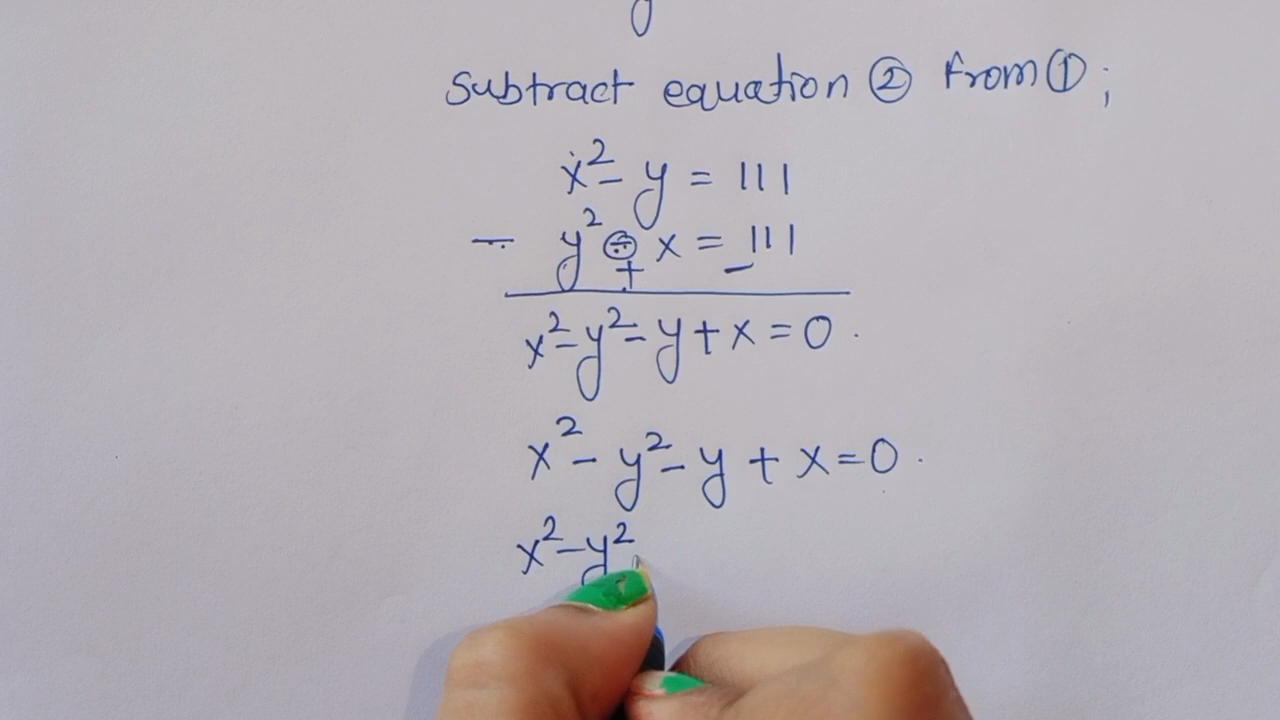 y
Subtract equation ② from ①;
x² - y = 111
- y² - x = 111
+ -
x² - y² - y + x = 0.
x² - y² - y + x = 0.
x² - y²